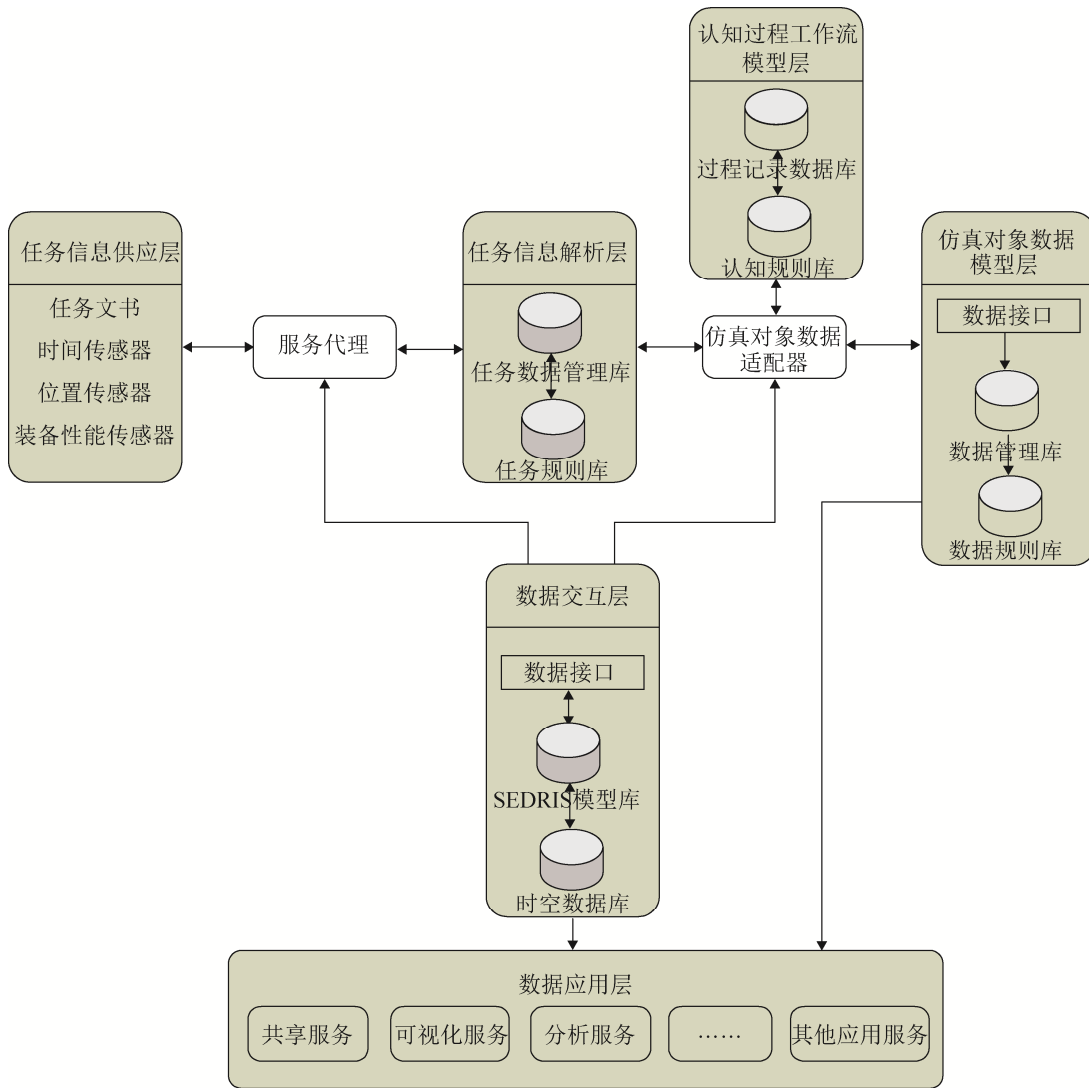 认知过程工作流
模型层
过程记录数据库
认知规则库
任务信息供应层
任务文书
时间传感器
位置传感器
装备性能传感器
服务代理
任务信息解析层
任务数据管理库
任务规则库
仿真对象数据
适配器
仿真对象数据
模型层
数据接口
数据管理库
数据规则库
数据交互层
数据接口
SEDRIS模型库
时空数据库
数据应用层
共享服务
可视化服务
分析服务
……
其他应用服务